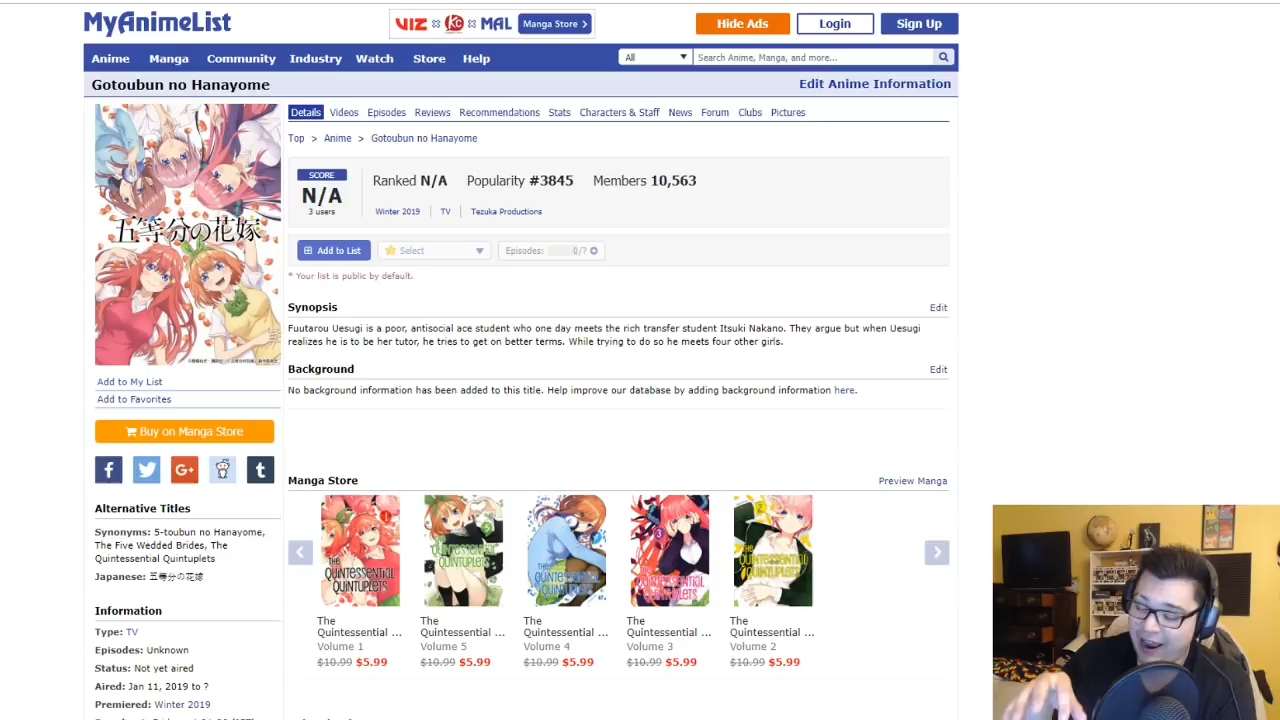 MyAnimeList
VIZ MAL Manga Store >
Hide Ads
Login
Sign Up
Anime Manga Community Industry Watch Store Help
All
Search Anime, Manga, and more...
Gotoubun no Hanayome
Edit Anime Information
五等分の花嫁
Details Videos Episodes Reviews Recommendations Stats Characters & Staff News Forum Clubs Pictures
Top > Anime > Gotoubun no Hanayome
SCORE
N/A
3 users
Ranked N/A Popularity #3845 Members 10,563
Winter 2019 TV Tezuka Productions
Add to List
Select
Episodes: 0/?
* Your list is public by default.
Synopsis
Edit
Fuutarou Uesugi is a poor, antisocial ace student who one day meets the rich transfer student Itsuki Nakano. They argue but when Uesugi
realizes he is to be her tutor, he tries to get on better terms. While trying to do so he meets four other girls.
Background
Edit
No background information has been added to this title. Help improve our database by adding background information here.
Add to My List
Add to Favorites
Buy on Manga Store
Alternative Titles
Synonyms: 5-toubun no Hanayome,
The Five Wedded Brides, The
Quintessential Quintuplets
Japanese: 五等分の花嫁
Information
Type: TV
Episodes: Unknown
Status: Not yet aired
Aired: Jan 11, 2019 to ?
Premiered: Winter 2019
Manga Store
Preview Manga
THE QUINTESSENTIAL QUINTUPLETS 1
The
Quintessential ...
Volume 1
$10.99 $5.99
The
Quintessential ...
Volume 5
$10.99 $5.99
The
Quintessential ...
Volume 4
$10.99 $5.99
The
Quintessential ...
Volume 3
$10.99 $5.99
The
Quintessential ...
Volume 2
$10.99 $5.99